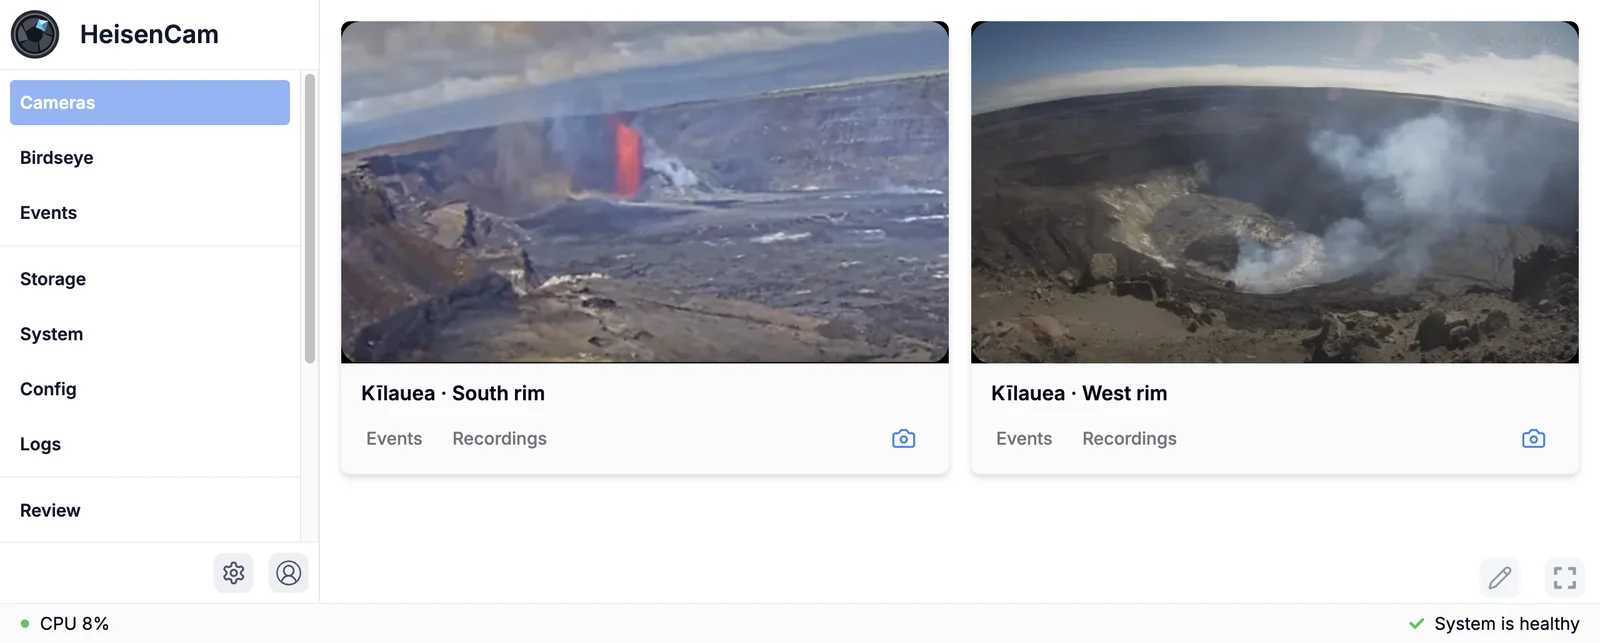 HeisenCam
Cameras
Birdseye
Events
Storage
System
Config
Logs
Review
Kīlauea · South rim
Events Recordings
Kīlauea · West rim
Events Recordings
CPU 8%
System is healthy